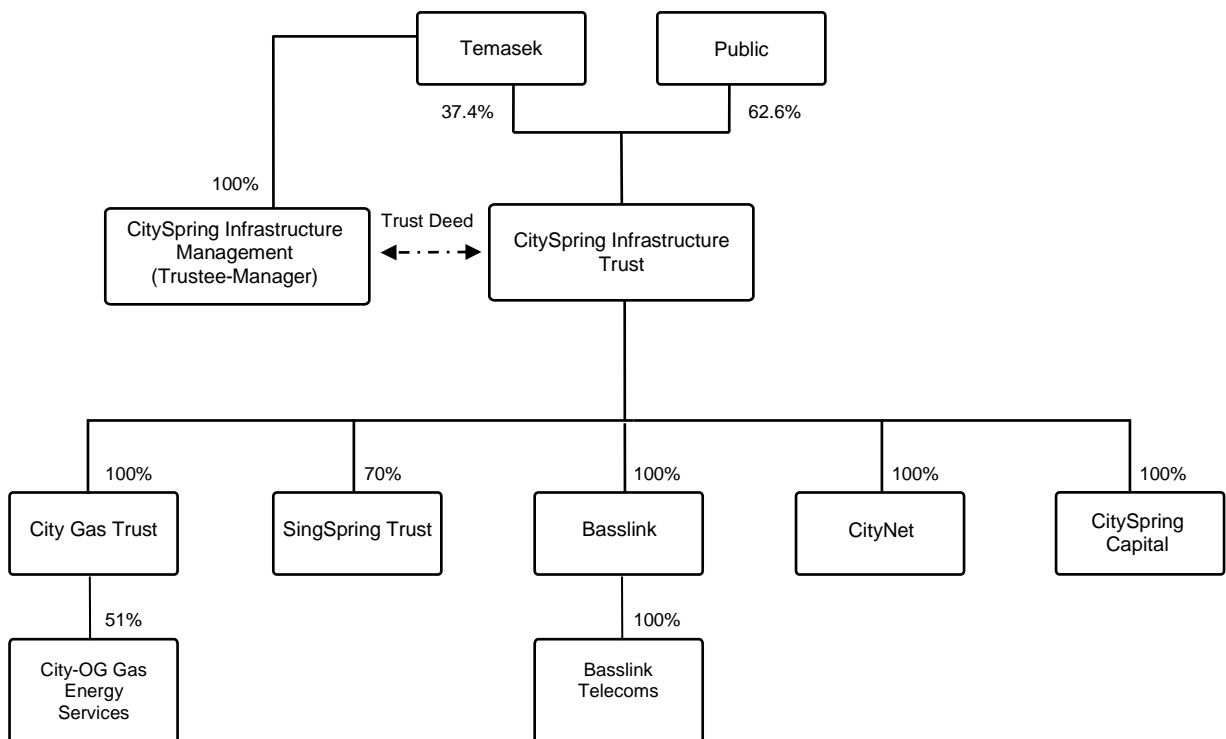 Temasek
Public
37.4%
62.6%
100%
CitySpring Infrastructure
Management
(Trustee-Manager)
Trust Deed
CitySpring Infrastructure
Trust
100%
70%
100%
100%
100%
City Gas Trust
SingSpring Trust
Basslink
CityNet
CitySpring
Capital
51%
100%
City-OG Gas
Energy
Services
Basslink
Telecoms